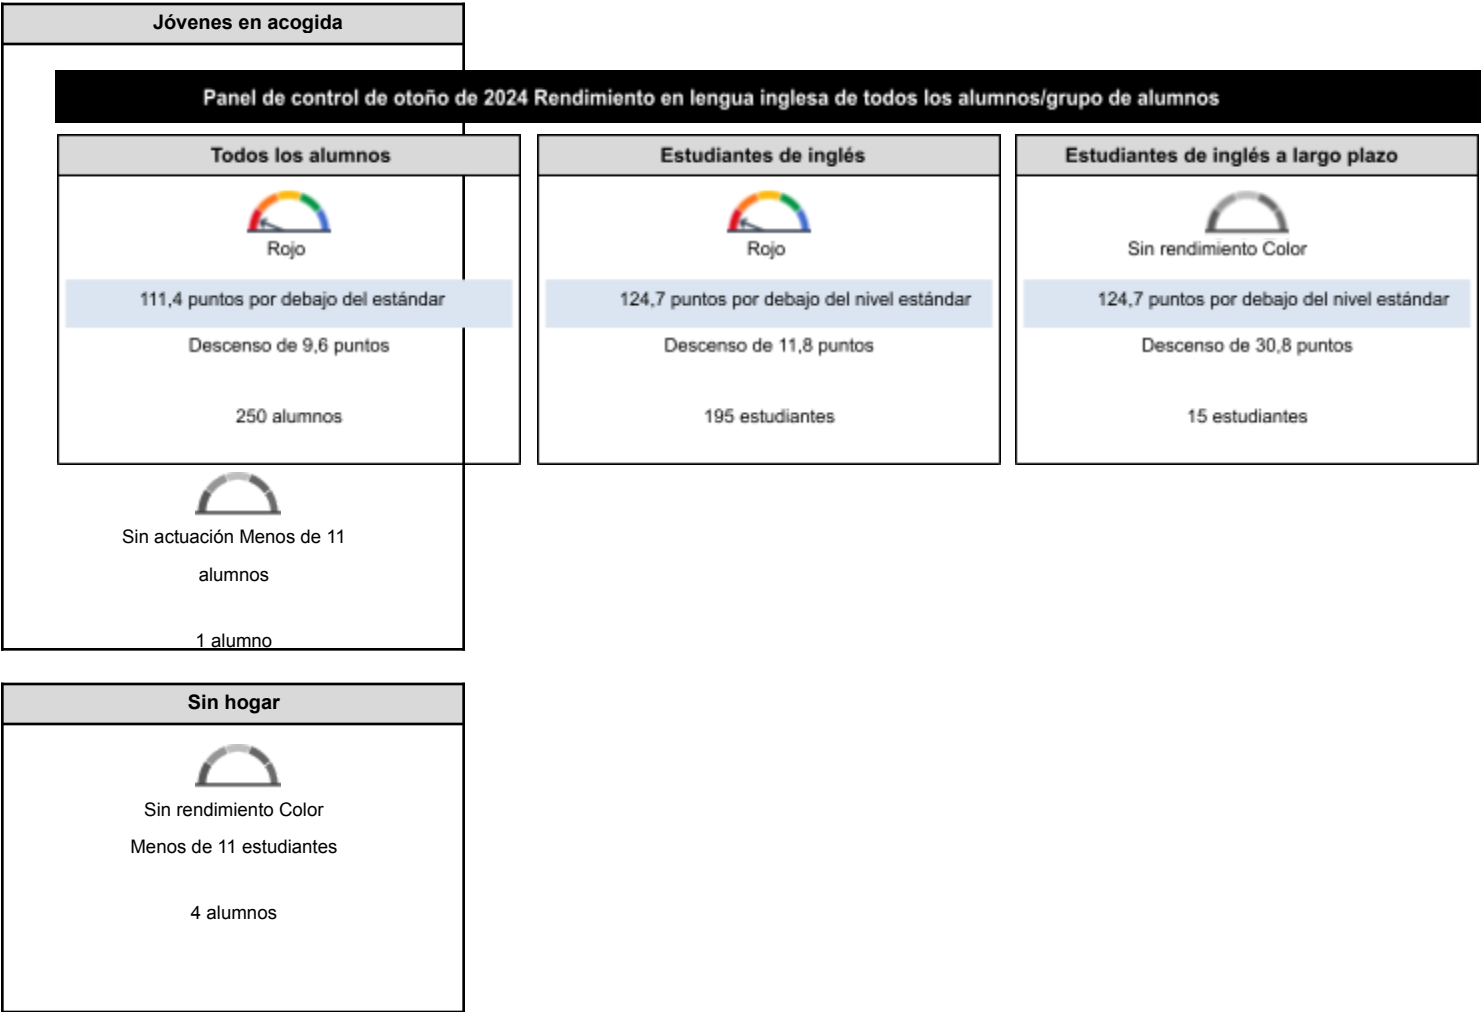 Jóvenes en acogida
Panel de control de otoño de 2024 Rendimiento en lengua inglesa de todos los alumnos/grupo de alumnos
Todos los alumnos
Rojo
111,4 puntos por debajo del estándar
Descenso de 9,6 puntos
250 alumnos
Estudiantes de inglés
Rojo
124,7 puntos por debajo del nivel estándar
Descenso de 11,8 puntos
195 estudiantes
Estudiantes de inglés a largo plazo
Sin rendimiento Color
124,7 puntos por debajo del nivel estándar
Descenso de 30,8 puntos
15 estudiantes
Sin actuación Menos de 11
alumnos
1 alumno
Sin hogar
Sin rendimiento Color
Menos de 11 estudiantes
4 alumnos